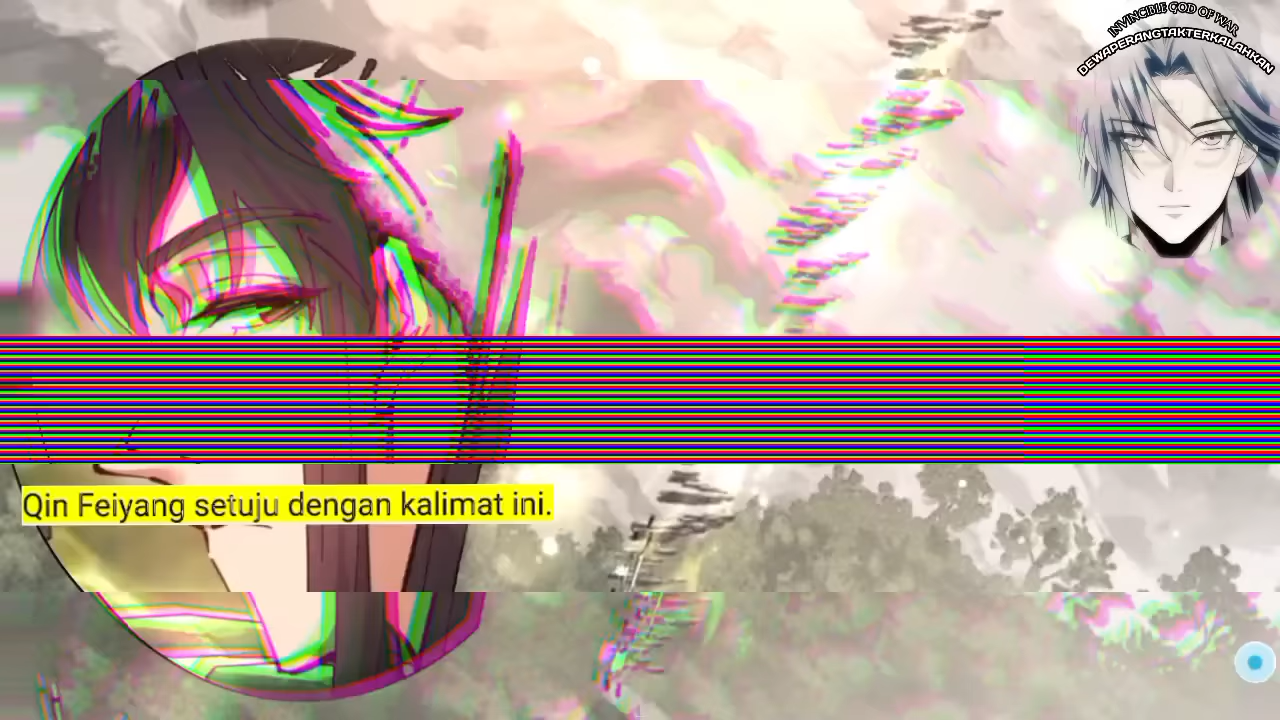 INVINCIBLE GOD OF WAR
DEWAPERANGTAKTERKALAHKAN
Qin Feiyang setuju dengan kalimat ini.